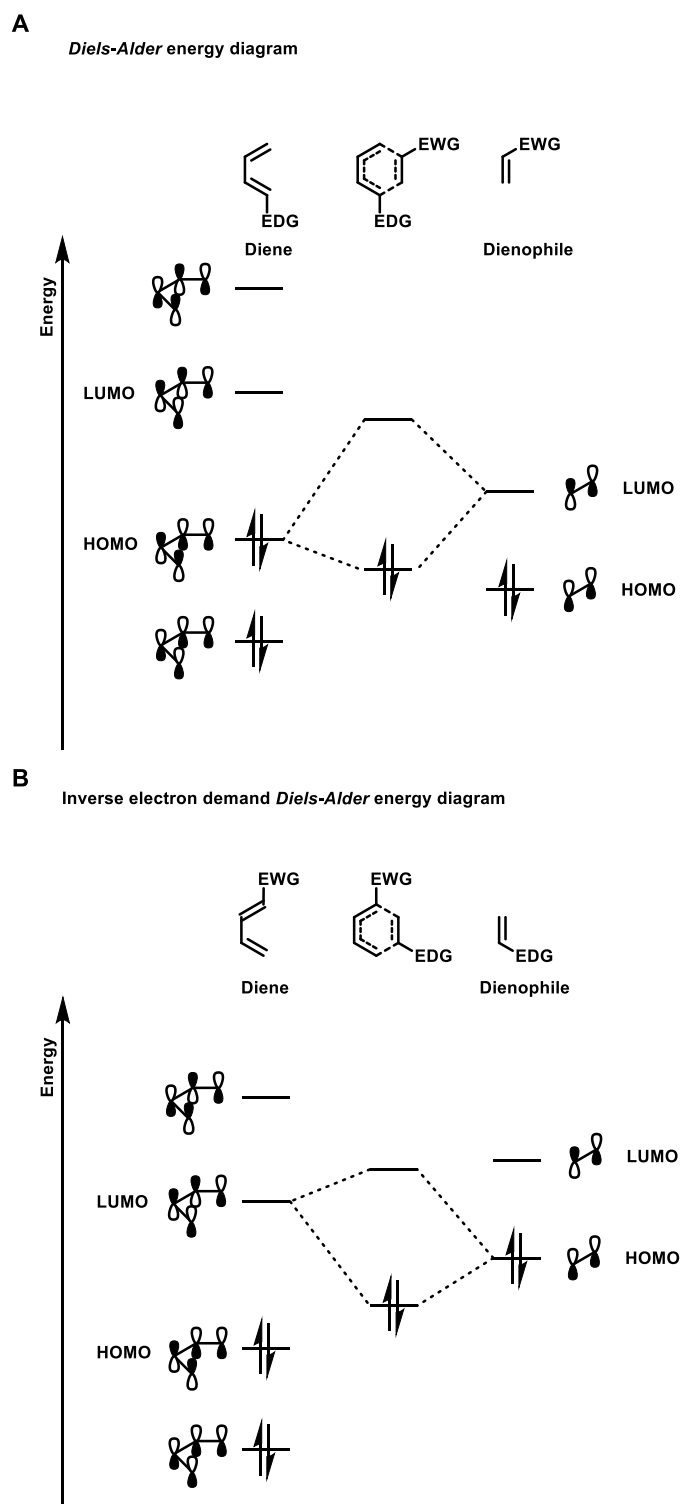 A
Diels-Alder energy diagram
EWG
EWG
EDG
EDG
Diene
Dienophile
Energy
LUMO
LUMO
HOMO
HOMO
B
Inverse electron demand Diels-Alder energy diagram
EWG
EWG
EDG
EDG
Diene
Dienophile
Energy
LUMO
LUMO
HOMO
HOMO